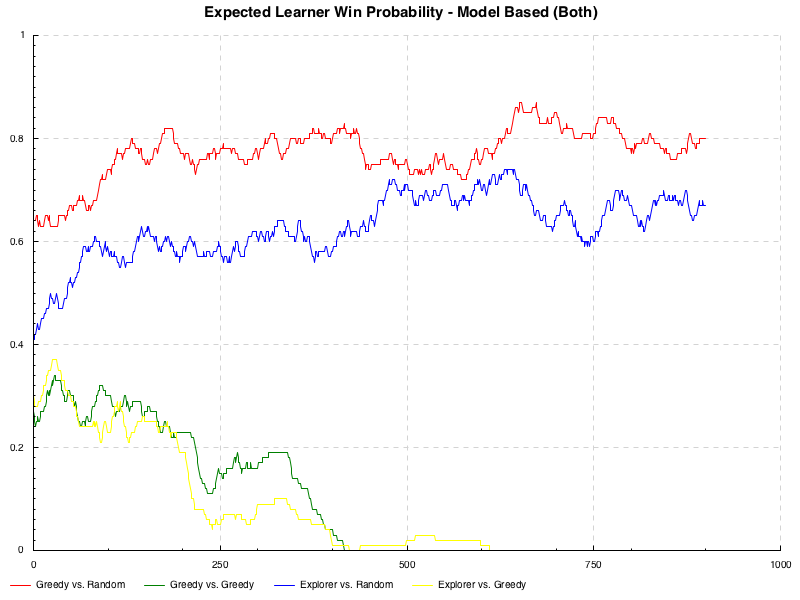 Expected Learner Win Probability - Model Based (Both)
1
0.8
0.6
0.4
0.2
0
0 250 500 750 1000
Greedy vs. Random Greedy vs. Greedy Explorer vs. Random Explorer vs. Greedy